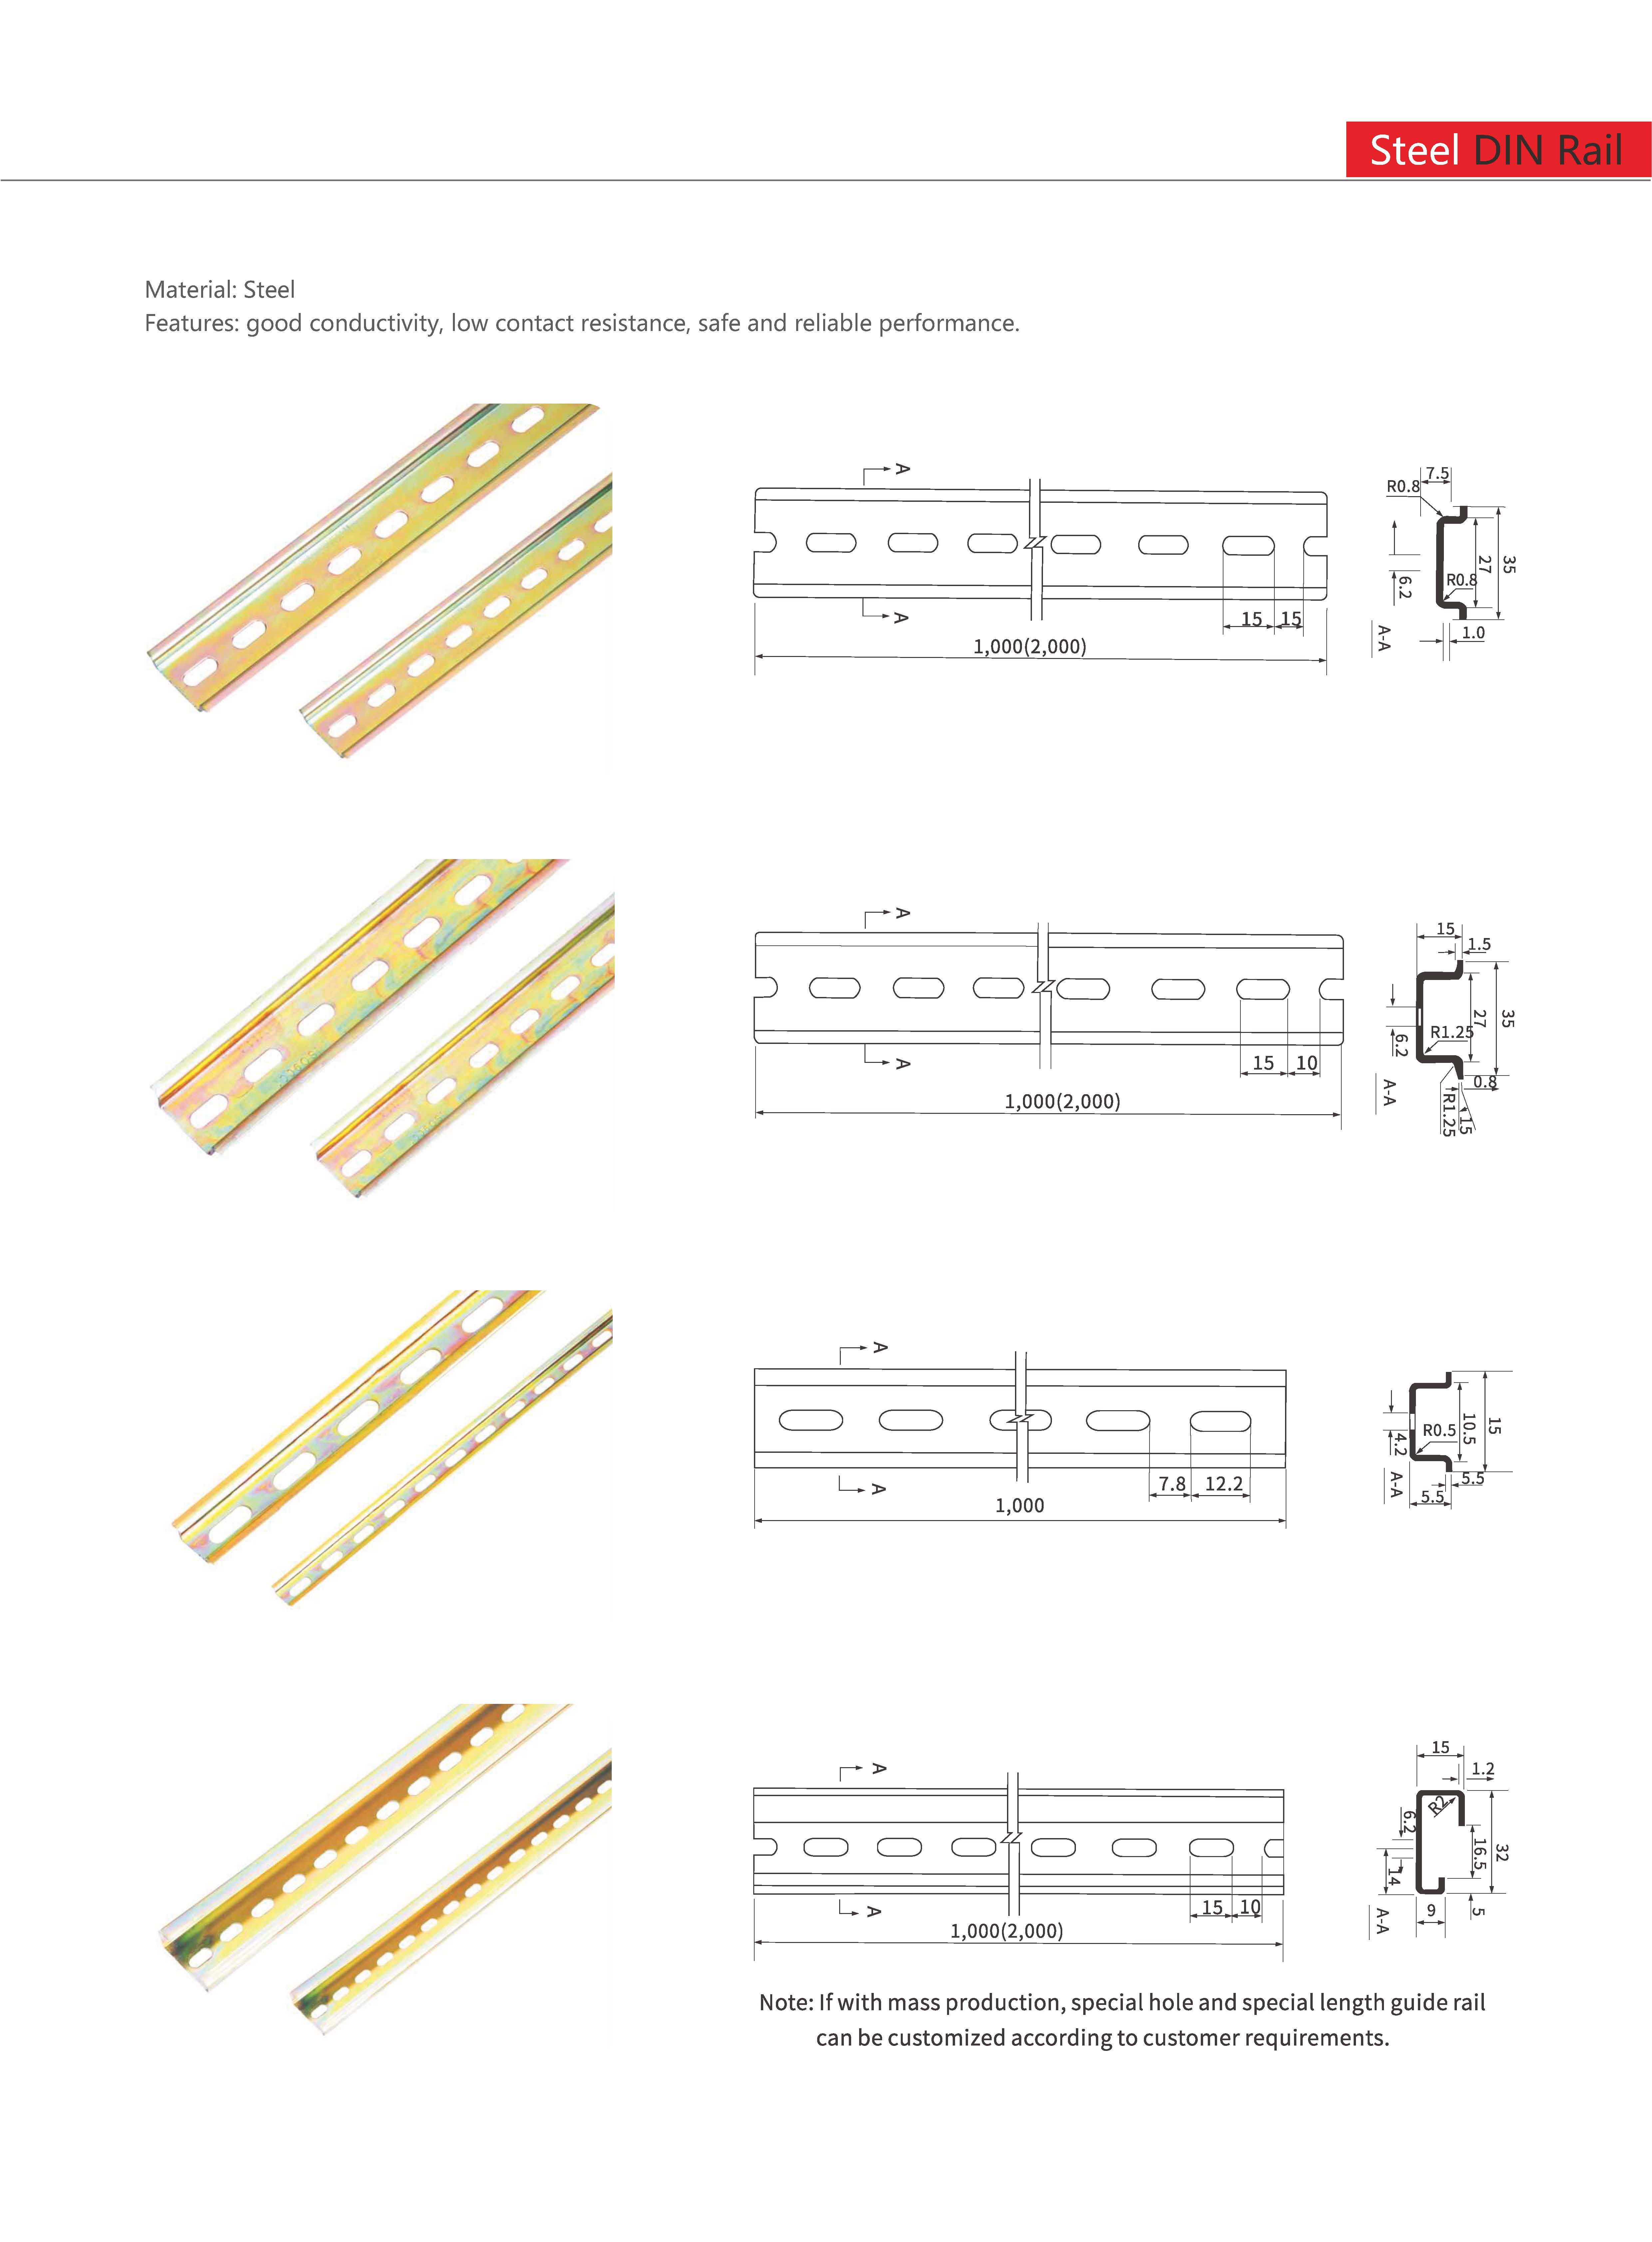 Steel DIN Rail
Material: Steel
Features: good conductivity, low contact resistance, safe and reliable performance.
A
A
15
15
1,000(2,000)
7.5
R0.8
27
35
6.2
R0.8
A-A
1.0
A
A
15
10
1,000(2,000)
15
1.5
27
35
6.2
R1.25
A-A
0.8
R1.25
15
A
A
7.8
12.2
1,000
15
10.5
R0.5
4.2
A-A
5.5
5.5
A
A
15
10
1,000(2,000)
15
1.2
R2
6.2
16.5
32
14
9
5
A-A
Note: If with mass production, special hole and special length guide rail
can be customized according to customer requirements.